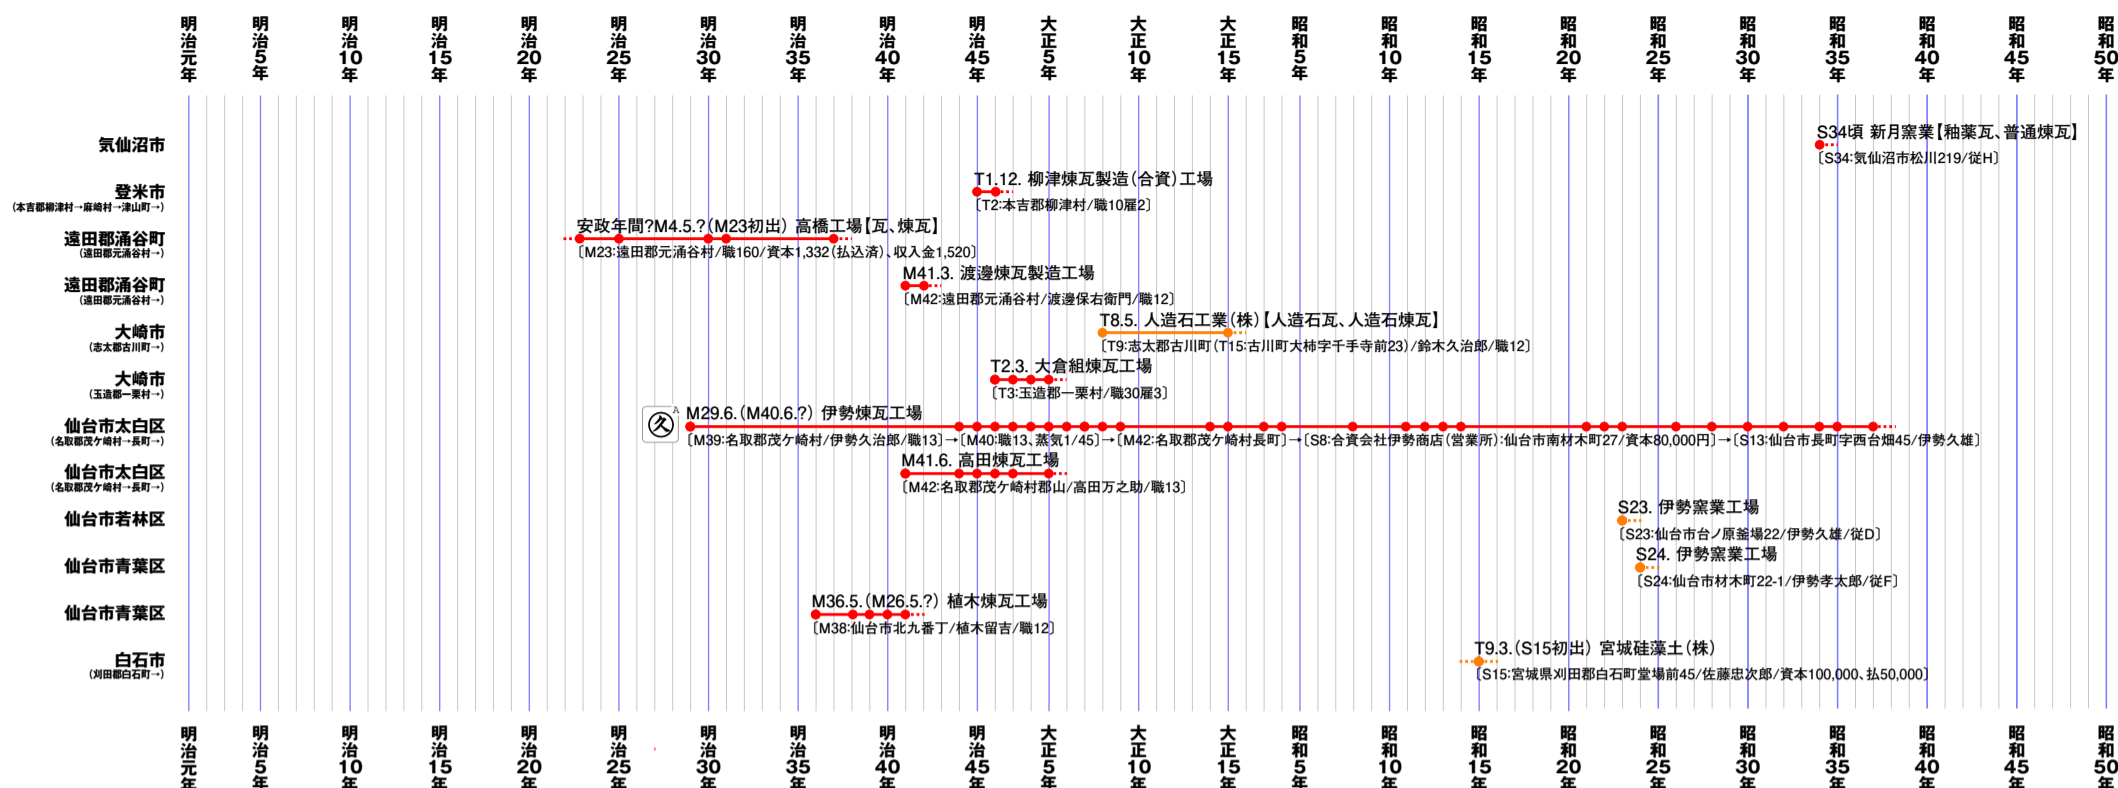 明治元年 明治5年 明治10年 明治15年 明治20年 明治25年 明治30年 明治35年 明治40年 明治45年 大正5年 大正10年 大正15年 昭和5年 昭和10年 昭和15年 昭和20年 昭和25年 昭和30年 昭和35年 昭和40年 昭和45年 昭和50年
気仙沼市
S34頃 新月窯業【釉薬瓦、普通煉瓦】
〔S34:気仙沼市松川219/従H〕
登米市
(本吉郡柳津村→麻崎村→津山町→)
T1.12. 柳津煉瓦製造(合資)工場
〔T2:本吉郡柳津村/職10雇2〕
遠田郡涌谷町
(遠田郡元涌谷村→)
安政年間?M4.5.?(M23初出) 高橋工場【瓦、煉瓦】
〔M23:遠田郡元涌谷村/職160/資本1,332(払込済)、収入金1,520〕
遠田郡涌谷町
(遠田郡元涌谷村→)
M41.3. 渡邊煉瓦製造工場
〔M42:遠田郡元涌谷村/渡邊保右衛門/職12〕
大崎市
(志太郡古川町→)
T8.5. 人造石工業(株)【人造石瓦、人造石煉瓦】
〔T9:志太郡古川町(T15:古川町大柿字千手寺前23)/鈴木久治郎/職12〕
大崎市
(玉造郡一栗村→)
T2.3. 大倉組煉瓦工場
〔T3:玉造郡一栗村/職30雇3〕
仙台市太白区
(名取郡茂ケ崎村→長町→)
久 A
M29.6.(M40.6.?) 伊勢煉瓦工場
〔M39:名取郡茂ケ崎村/伊勢久治郎/職13〕→〔M40:職13、蒸気1/45〕→〔M42:名取郡茂ケ崎村長町〕→〔S8:合資会社伊勢商店(営業所):仙台市南材木町27/資本80,000円〕→〔S13:仙台市長町字西台畑45/伊勢久雄〕
仙台市太白区
(名取郡茂ケ崎村→長町→)
M41.6. 高田煉瓦工場
〔M42:名取郡茂ケ崎村郡山/高田万之助/職13〕
仙台市若林区
S23. 伊勢窯業工場
〔S23:仙台市台ノ原釜場22/伊勢久雄/従D〕
仙台市青葉区
S24. 伊勢窯業工場
〔S24:仙台市材木町22-1/伊勢孝太郎/従F〕
仙台市青葉区
M36.5.(M26.5.?) 植木煉瓦工場
〔M38:仙台市北九番丁/植木留吉/職12〕
白石市
(刈田郡白石町→)
T9.3.(S15初出) 宮城硅藻土(株)
〔S15:宮城県刈田郡白石町堂場前45/佐藤忠次郎/資本100,000、払50,000〕
明治元年 明治5年 明治10年 明治15年 明治20年 明治25年 明治30年 明治35年 明治40年 明治45年 大正5年 大正10年 大正15年 昭和5年 昭和10年 昭和15年 昭和20年 昭和25年 昭和30年 昭和35年 昭和40年 昭和45年 昭和50年